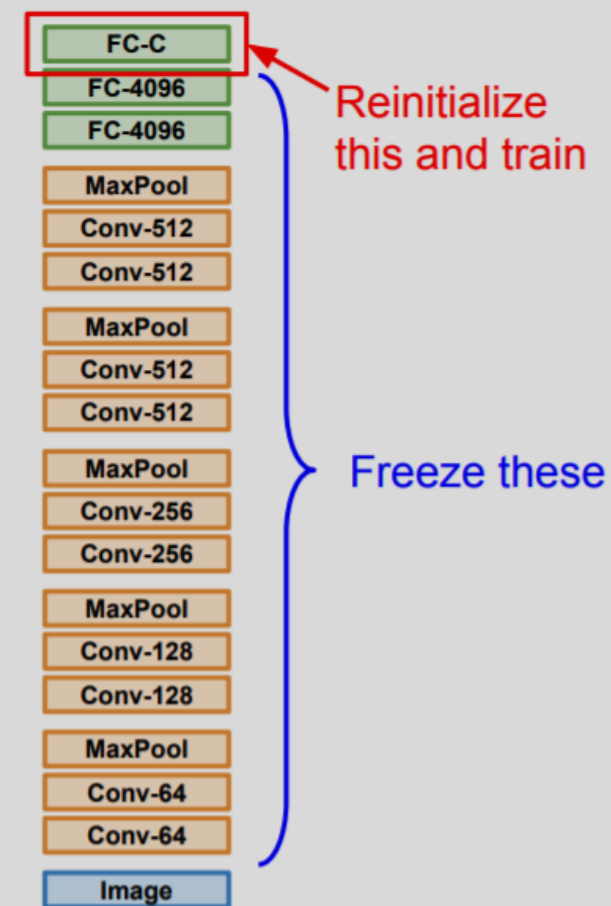 FC-C
FC-4096
FC-4096
Reinitialize
this and train
MaxPool
Conv-512
Conv-512
MaxPool
Conv-512
Conv-512
MaxPool
Conv-256
Conv-256
Freeze these
MaxPool
Conv-128
Conv-128
MaxPool
Conv-64
Conv-64
Image